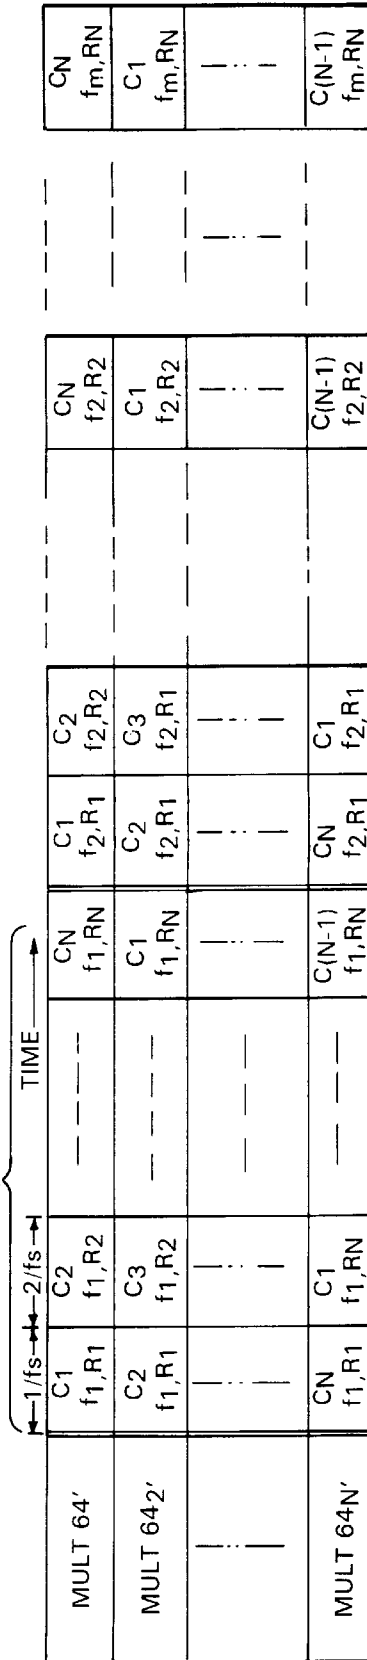 1/fs 2/fs TIME
MULT 64' C1 C2 CN C1 C2 CN CN
f1,R1 f1,R2 f1,RN f2,R1 f2,R2 f2,R2 fm,RN
MULT 642' C2 C3 C1 C2 C3 C1 C1
f1,R1 f1,R2 f1,RN f2,R1 f2,R1 f2,R2 fm,RN
MULT 64N' CN C1 C(N-1) CN C1 C(N-1) C(N-1)
f1,R1 f1,RN f1,RN f2,R1 f2,R1 f2,R2 fm,RN